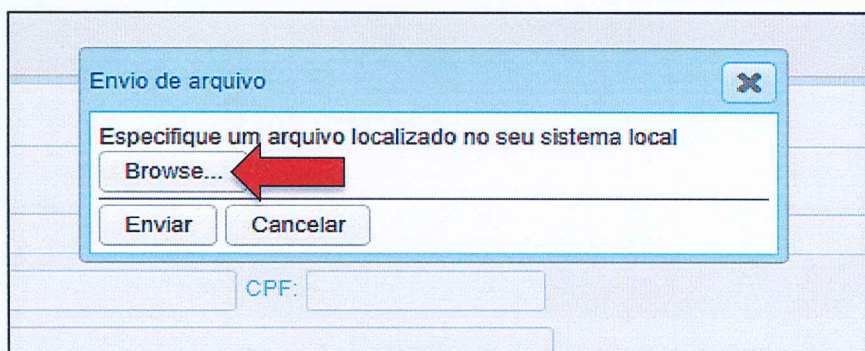 Envio de arquivo
Especifique um arquivo localizado no seu sistema local
Browse...
Enviar Cancelar
CPF: